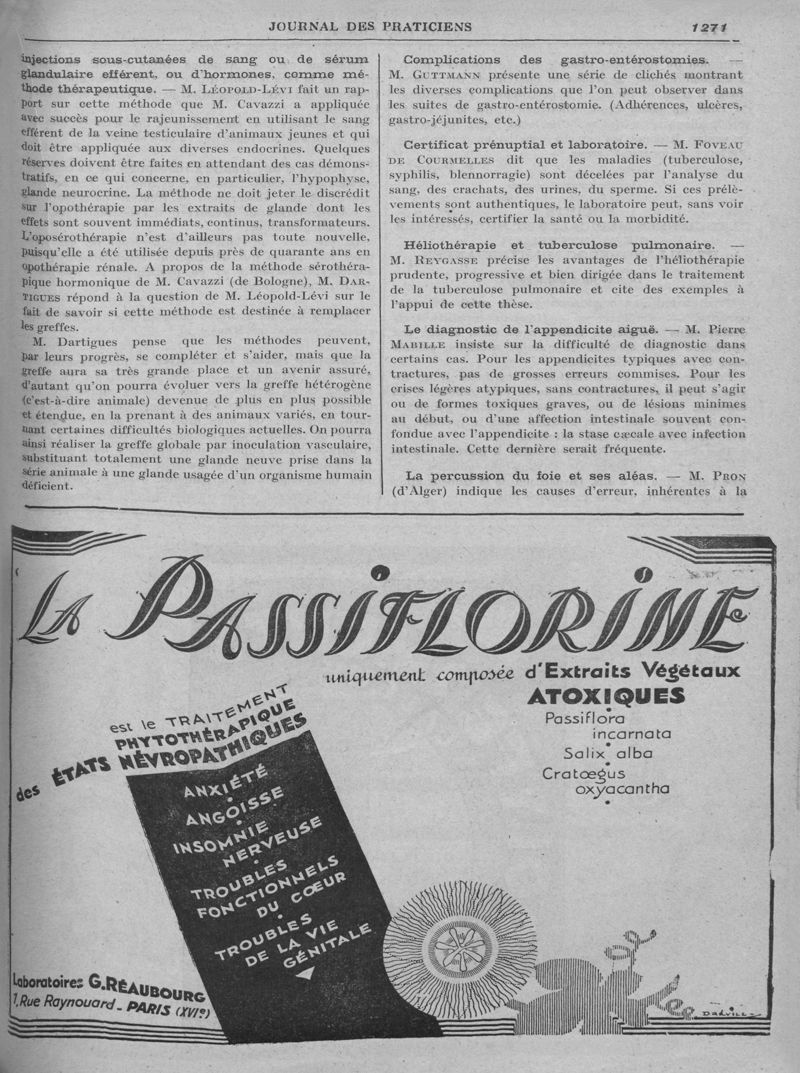 JOURNAL DES PRATICIENS 1271
injections sous-cutanées de sang ou de sérum
glandulaire efférent, ou d'hormones, comme mé-
thode thérapeutique. — M. LÉOPOLD-LÉVI fait un rap-
port sur cette méthode que M. Cavazzi a appliquée
avec succès pour le rajeunissement en utilisant le sang
efférent de la veine testiculaire d'animaux jeunes et qui
doit être appliquée aux diverses endocrines. Quelques
réserves doivent être faites en attendant des cas démons-
tratifs, en ce qui concerne, en particulier, l'hypophyse,
glande neurocrine. La méthode ne doit jeter le discrédit
sur l'opothérapie par les extraits de glande dont les
effets sont souvent immédiats, continus, transformateurs.
L'oposérothérapie n'est d'ailleurs pas toute nouvelle,
puisqu'elle a été utilisée depuis près de quarante ans en
opothérapie rénale. A propos de la méthode sérothéra-
pique hormonique de M. Cavazzi (de Bologne), M. DAR-
TIGUES répond à la question de M. Léopold-Lévi sur le
fait de savoir si cette méthode est destinée à remplacer
les greffes.
M. Dartigues pense que les méthodes peuvent,
par leurs progrès, se compléter et s'aider, mais que la
greffe aura sa très grande place et un avenir assuré,
d'autant qu'on pourra évoluer vers la greffe hétérogène
(c'est-à-dire animale) devenue de plus en plus possible
et étendue, en la prenant à des animaux variés, en tour-
nant certaines difficultés biologiques actuelles. On pourra
ainsi réaliser la greffe globale par inoculation vasculaire,
substituant totalement une glande neuve prise dans la
série animale à une glande usagée d'un organisme humain
déficient.
Complications des gastro-entérostomies. —
M. GUTTMANN présente une série de clichés montrant
les diverses complications que l'on peut observer dans
les suites de gastro-entérostomie. (Adhérences, ulcères,
gastro-jéjunites, etc.)
Certificat prénuptial et laboratoire. — M. FOVEAU
DE COURMELLES dit que les maladies (tuberculose,
syphilis, blennorragie) sont décelées par l'analyse du
sang, des crachats, des urines, du sperme. Si ces prélè-
vements sont authentiques, le laboratoire peut, sans voir
les intéressés, certifier la santé ou la morbidité.
Héliothérapie et tuberculose pulmonaire. —
M. REYGASSE précise les avantages de l'héliothérapie
prudente, progressive et bien dirigée dans le traitement
de la tuberculose pulmonaire et cite des exemples à
l'appui de cette thèse.
Le diagnostic de l'appendicite aiguë. — M. Pierre
MABILLE insiste sur la difficulté de diagnostic dans
certains cas. Pour les appendicites typiques avec con-
tractures, pas de grosses erreurs commises. Pour les
crises légères atypiques, sans contractures, il peut s'agir
ou de formes toxiques graves, ou de lésions minimes
au début, ou d'une affection intestinale souvent con-
fondue avec l'appendicite : la stase cæcale avec infection
intestinale. Cette dernière serait fréquente.
La percussion du foie et ses aléas. — M. PRON
(d'Alger) indique les causes d'erreur, inhérentes à la
LA PASSIFLORINE
uniquement composée d'Extraits Végétaux
ATOXIQUES
Passiflora
incarnata
Salix alba
Cratœgus
oxyacantha
est le TRAITEMENT
PHYTOTHÉRAPIQUE
des ÉTATS NÉVROPATHIQUES
ANXIÉTÉ
ANGOISSE
INSOMNIE
NERVEUSE
TROUBLES
FONCTIONNELS
DU CŒUR
TROUBLES
DE LA VIE
GÉNITALE
Laboratoires G. RÉAUBOURG
1, Rue Raynouard - PARIS (XVIe)